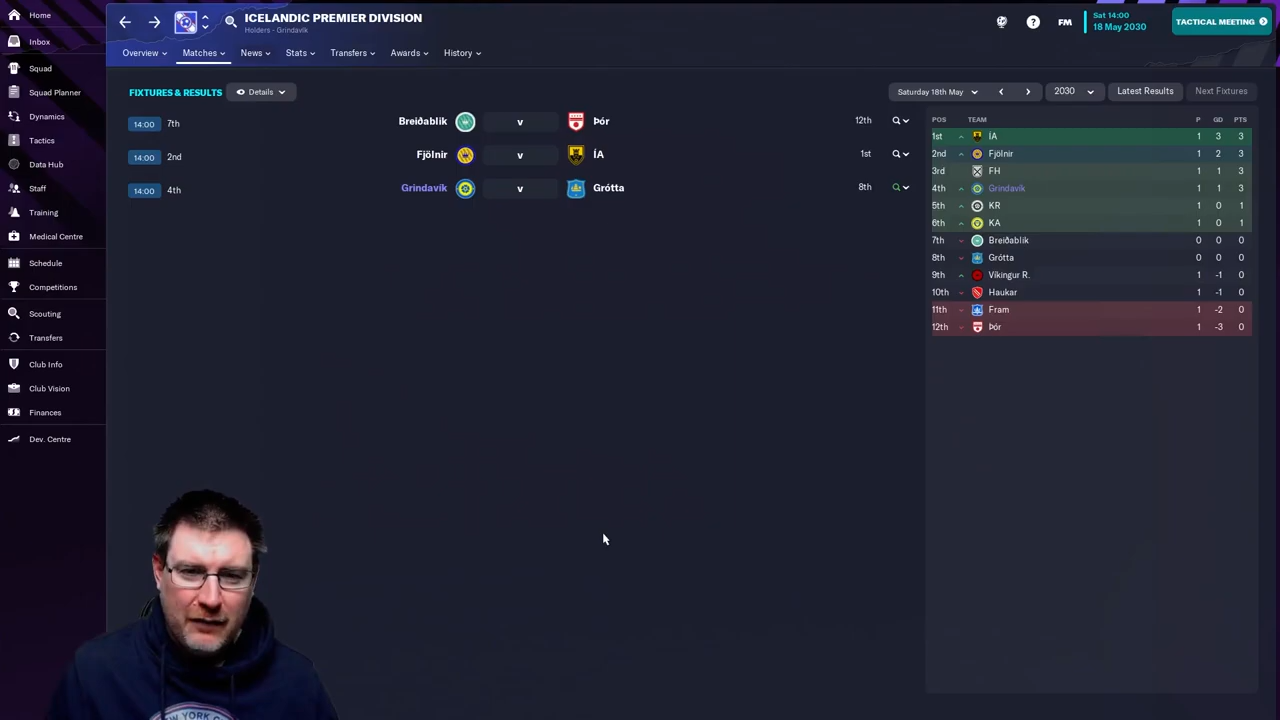 Home
Inbox
Squad
Squad Planner
Dynamics
Tactics
Data Hub
Staff
Training
Medical Centre
Schedule
Competitions
Scouting
Transfers
Club Info
Club Vision
Finances
Dev. Centre
ICELANDIC PREMIER DIVISION
Holders - Grindavík
FM
Sat 14:00
18 May 2030
TACTICAL MEETING
Overview
Matches
News
Stats
Transfers
Awards
History
FIXTURES & RESULTS
Details
Saturday 18th May
2030
Latest Results
Next Fixtures
14:00 7th Breiðablik v Þór 12th
14:00 2nd Fjölnir v ÍA 1st
14:00 4th Grindavík v Grótta 8th
POS TEAM P GD PTS
1st ÍA 1 3 3
2nd Fjölnir 1 2 3
3rd FH 1 1 3
4th Grindavík 1 1 3
5th KR 1 0 1
6th KA 1 0 1
7th Breiðablik 0 0 0
8th Grótta 0 0 0
9th Víkingur R. 1 -1 0
10th Haukar 1 -1 0
11th Fram 1 -2 0
12th Þór 1 -3 0
NEW YORK C